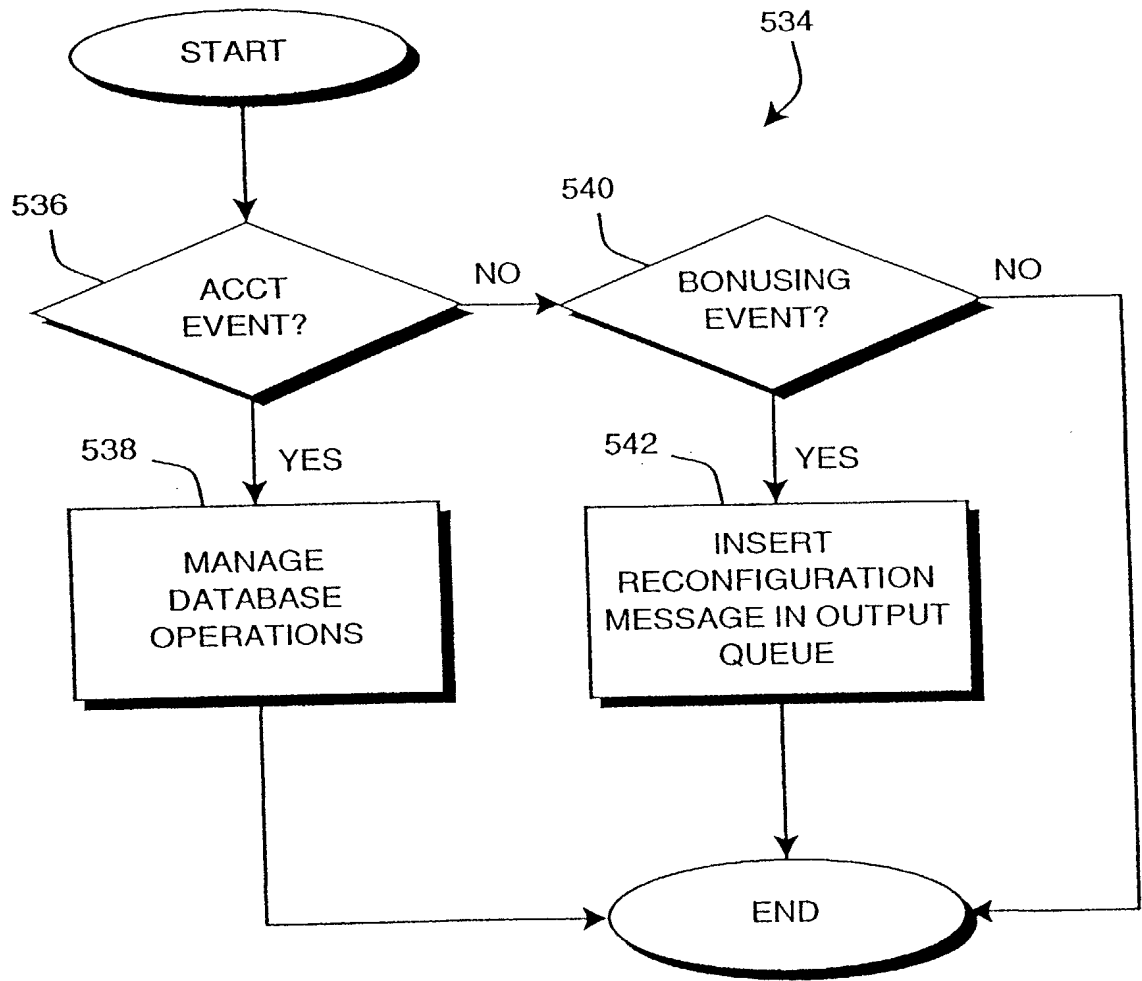 START
534
536
ACCT
EVENT?
NO
540
BONUSING
EVENT?
NO
538
YES
MANAGE
DATABASE
OPERATIONS
542
YES
INSERT
RECONFIGURATION
MESSAGE IN OUTPUT
QUEUE
END